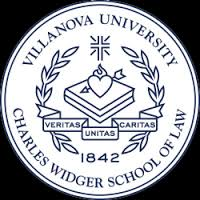 VILLANOVA UNIVERSITY
VERITAS CARITAS
UNITAS
1842
CHARLES WIDGER SCHOOL OF LAW